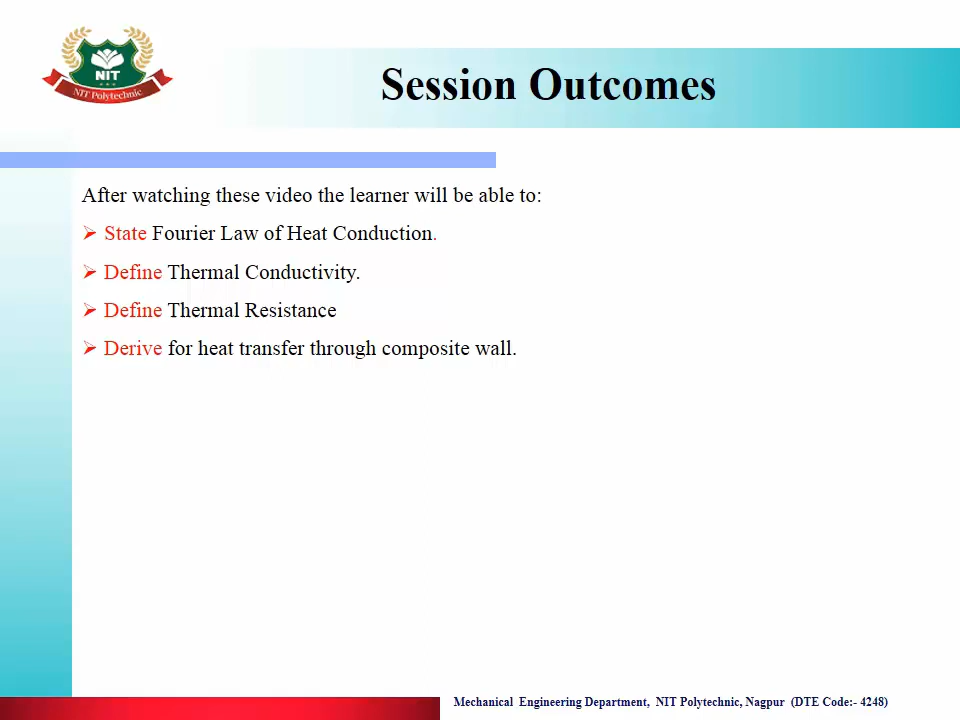 NIT
NIT Polytechnic
Session Outcomes
After watching these video the learner will be able to:
➢ State Fourier Law of Heat Conduction.
➢ Define Thermal Conductivity.
➢ Define Thermal Resistance
➢ Derive for heat transfer through composite wall.
Mechanical Engineering Department, NIT Polytechnic, Nagpur (DTE Code:- 4248)